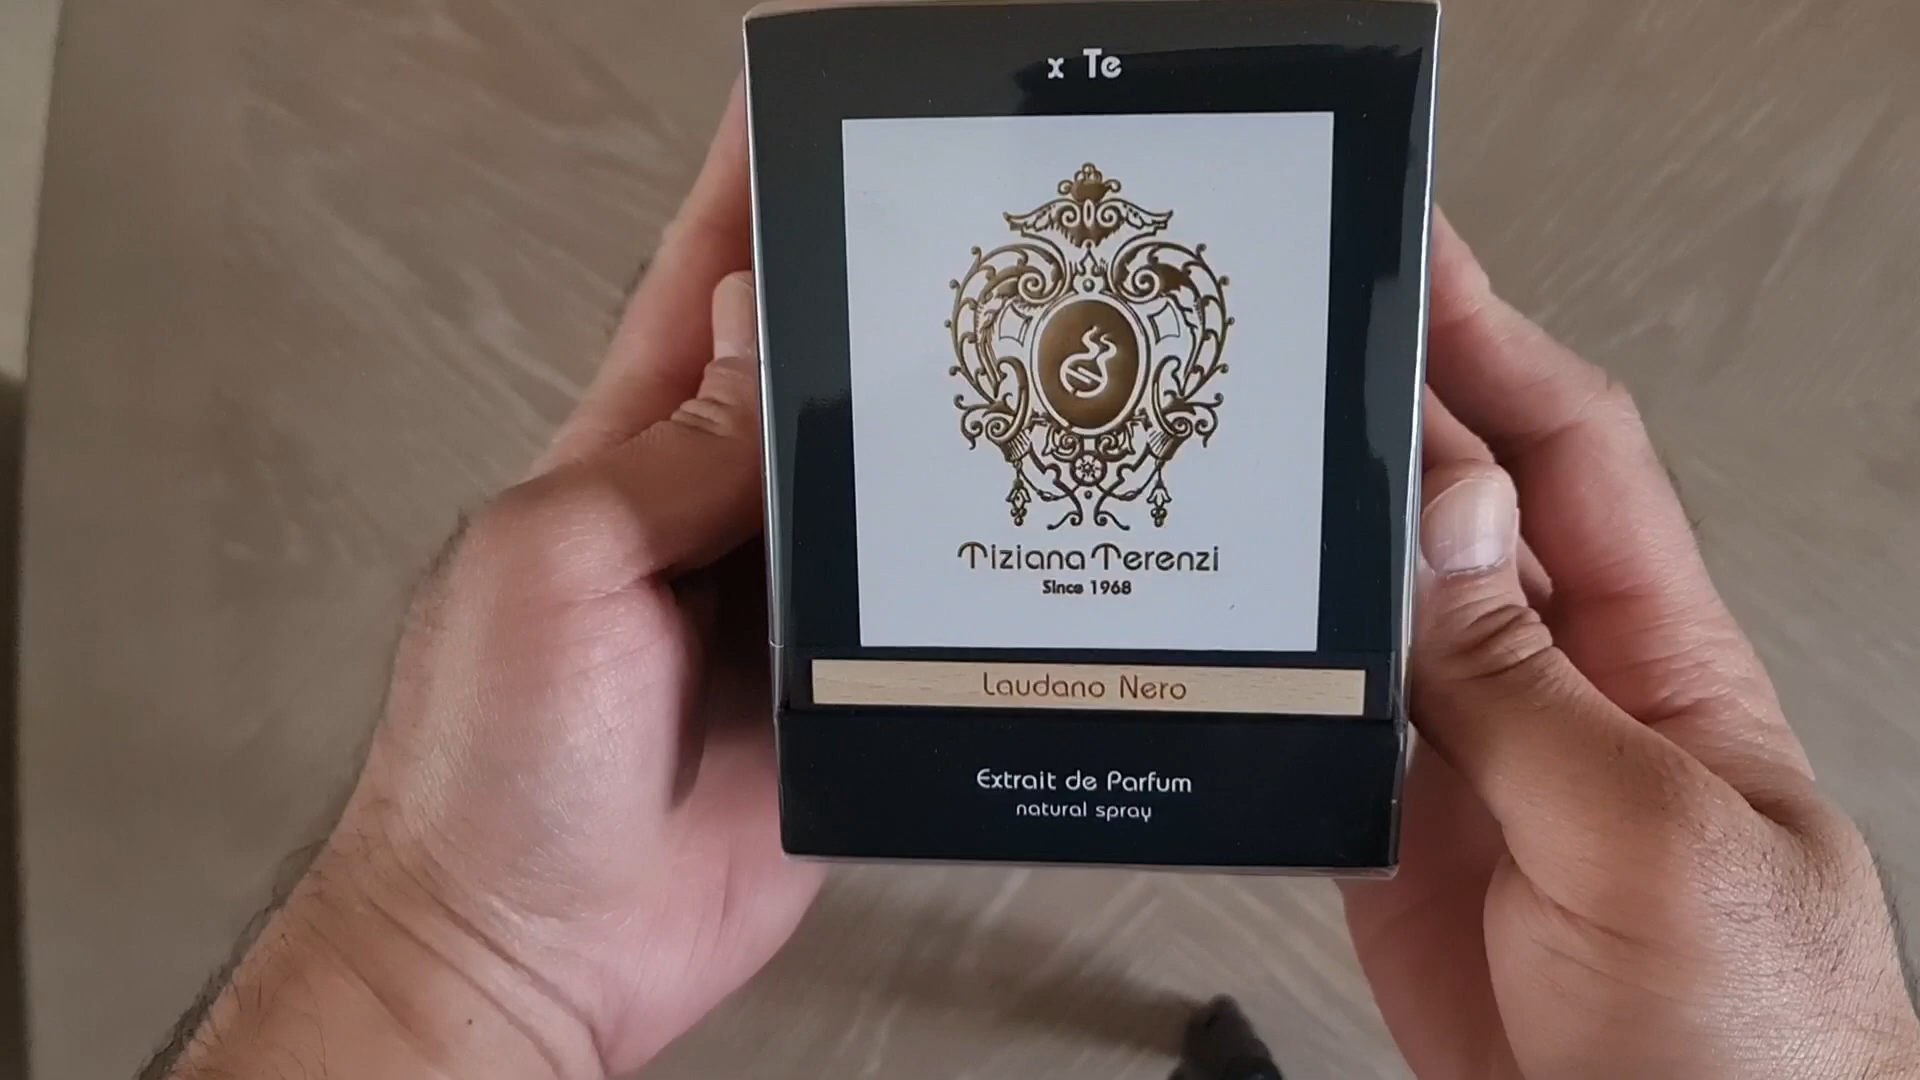 x Te
Tiziana Terenzi
Since 1968
Laudano Nero
Extrait de Parfum
natural spray